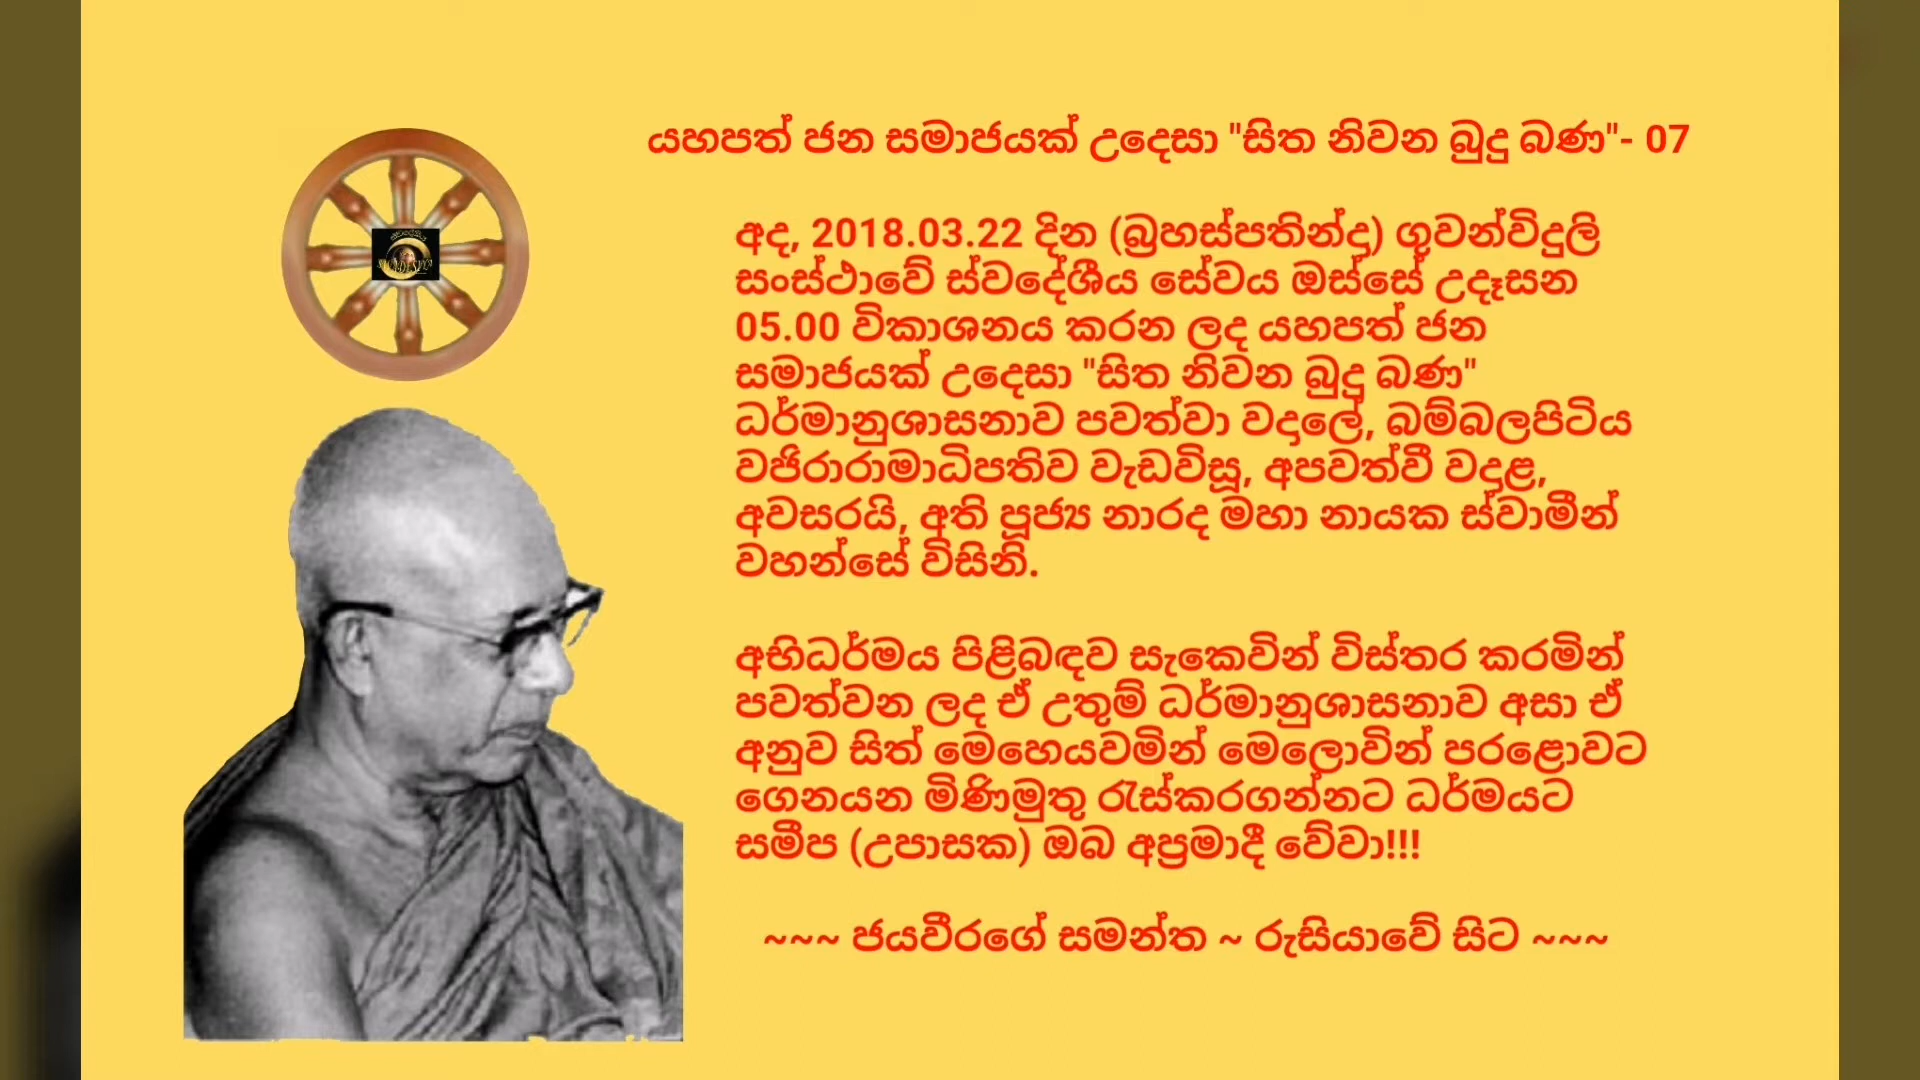 යහපත් ජන සමාජයක් උදෙසා "සිත නිවන බුදු බණ"- 07
අද, 2018.03.22 දින (බ්‍රහස්පතින්දා) ගුවන්විදුලි
සංස්ථාවේ ස්වදේශීය සේවය ඔස්සේ උදෑසන
05.00 විකාශනය කරන ලද යහපත් ජන
සමාජයක් උදෙසා "සිත නිවන බුදු බණ"
ධර්මානුශාසනාව පවත්වා වදාලේ, බම්බලපිටිය
වජිරාරාමාධිපතිව වැඩවිසූ, අපවත්වී වදාළ,
අවසරයි, අති පූජ්‍ය නාරද මහා නායක ස්වාමීන්
වහන්සේ විසිනි.
අභිධර්මය පිළිබඳව සැකෙවින් විස්තර කරමින්
පවත්වන ලද ඒ උතුම් ධර්මානුශාසනාව අසා ඒ
අනුව සිත් මෙහෙයවමින් මෙලොවින් පරළොවට
ගෙනයන මිණිමුතු රැස්කරගන්නට ධර්මයට
සමීප (උපාසක) ඔබ අප්‍රමාදී වේවා!!!
~~~ ජයවීරගේ සමන්ත ~ රුසියාවේ සිට ~~~